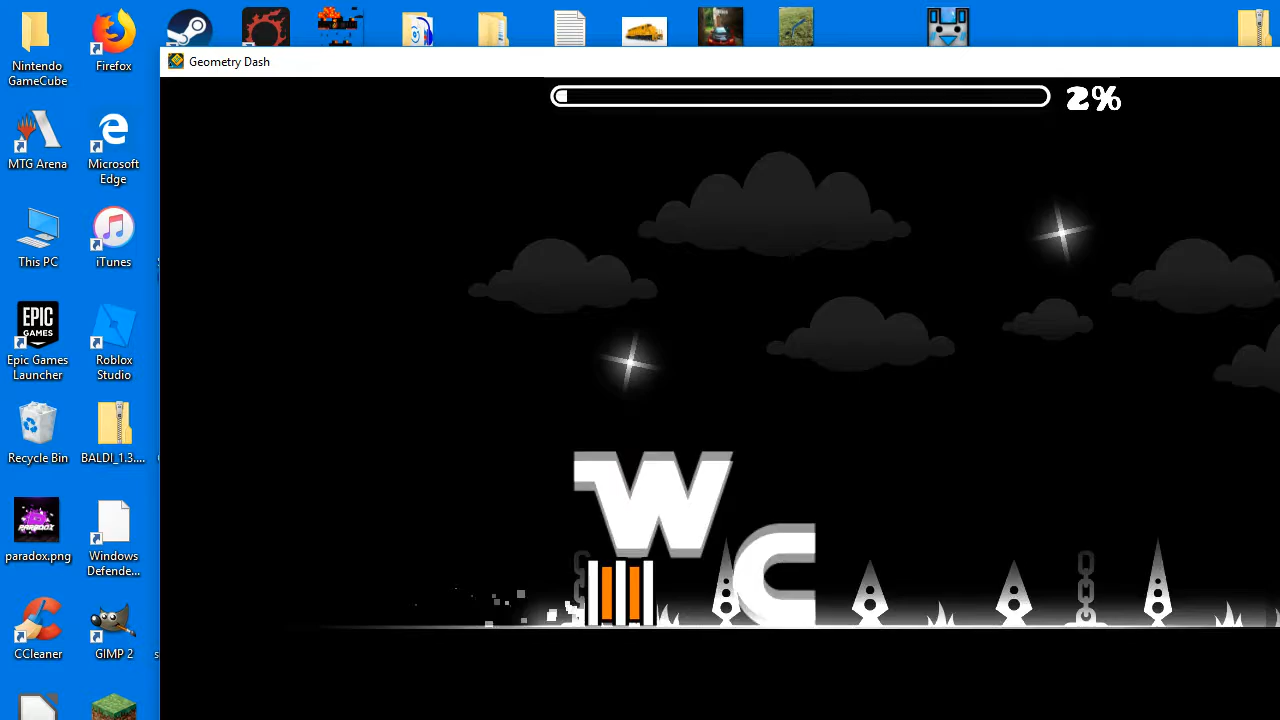 Geometry Dash
2%
W
C
Nintendo
GameCube
Firefox
MTG Arena
Microsoft
Edge
This PC
iTunes
EPIC
GAMES
Epic Games
Launcher
Roblox
Studio
Recycle Bin
BALDI_1.3....
PARADOX
paradox.png
Windows
Defende...
CCleaner
GIMP 2